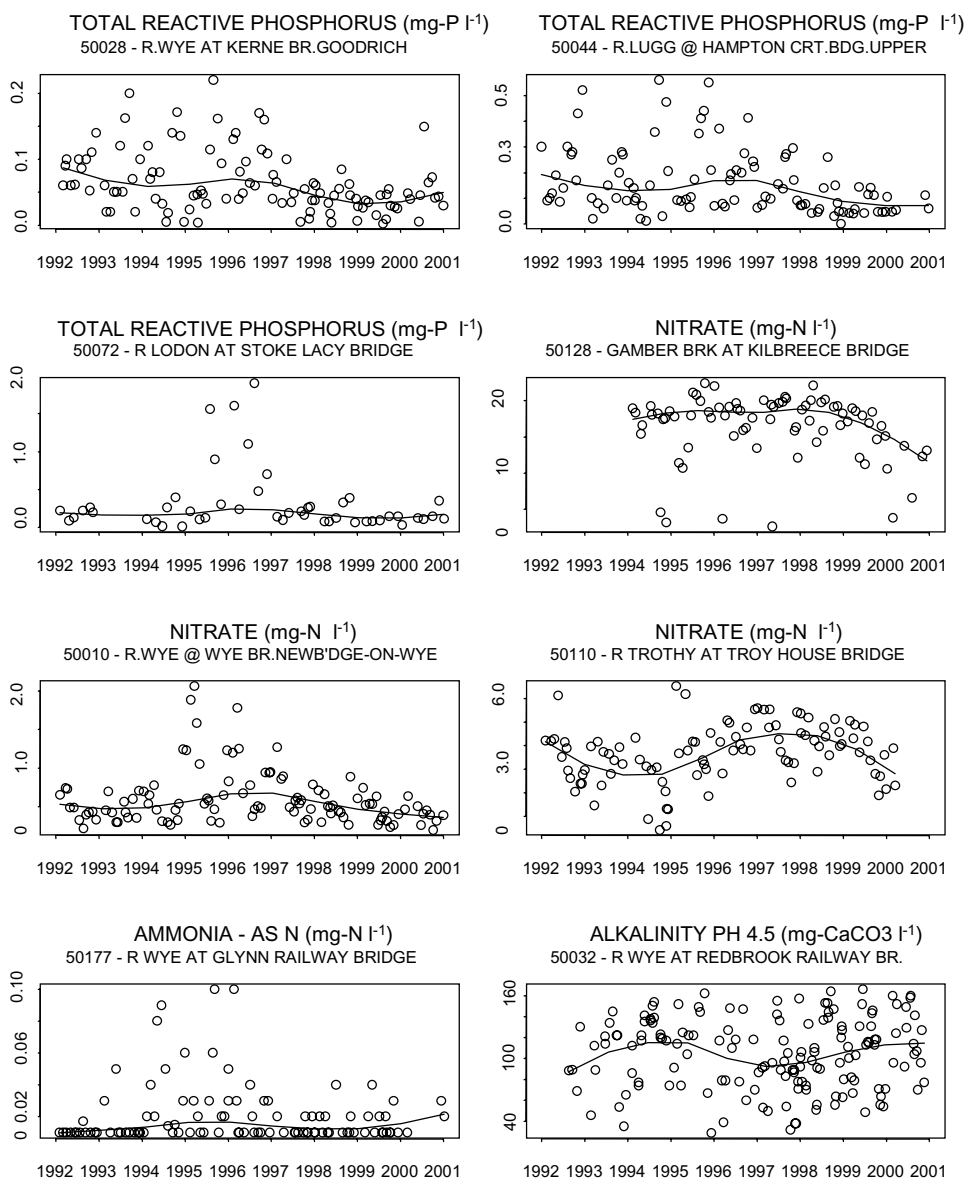 TOTAL REACTIVE PHOSPHORUS (mg-P l-1)
50028 - R.WYE AT KERNE BR.GOODRICH
0.2
0.1
0.0
1992 1993 1994 1995 1996 1997 1998 1999 2000 2001
TOTAL REACTIVE PHOSPHORUS (mg-P l-1)
50044 - R.LUGG @ HAMPTON CRT.BDG.UPPER
0.5
0.3
0.0
1992 1993 1994 1995 1996 1997 1998 1999 2000 2001
TOTAL REACTIVE PHOSPHORUS (mg-P l-1)
50072 - R LODON AT STOKE LACY BRIDGE
2.0
1.0
0.0
1992 1993 1994 1995 1996 1997 1998 1999 2000 2001
NITRATE (mg-N l-1)
50128 - GAMBER BRK AT KILBREECE BRIDGE
20
10
0
1992 1993 1994 1995 1996 1997 1998 1999 2000 2001
NITRATE (mg-N l-1)
50010 - R.WYE @ WYE BR.NEWB'DGE-ON-WYE
2.0
1.0
0
1992 1993 1994 1995 1996 1997 1998 1999 2000 2001
NITRATE (mg-N l-1)
50110 - R TROTHY AT TROY HOUSE BRIDGE
6.0
3.0
0
1992 1993 1994 1995 1996 1997 1998 1999 2000 2001
AMMONIA - AS N (mg-N l-1)
50177 - R WYE AT GLYNN RAILWAY BRIDGE
0.10
0.06
0.02
0
1992 1993 1994 1995 1996 1997 1998 1999 2000 2001
ALKALINITY PH 4.5 (mg-CaCO3 l-1)
50032 - R WYE AT REDBROOK RAILWAY BR.
160
100
40
1992 1993 1994 1995 1996 1997 1998 1999 2000 2001